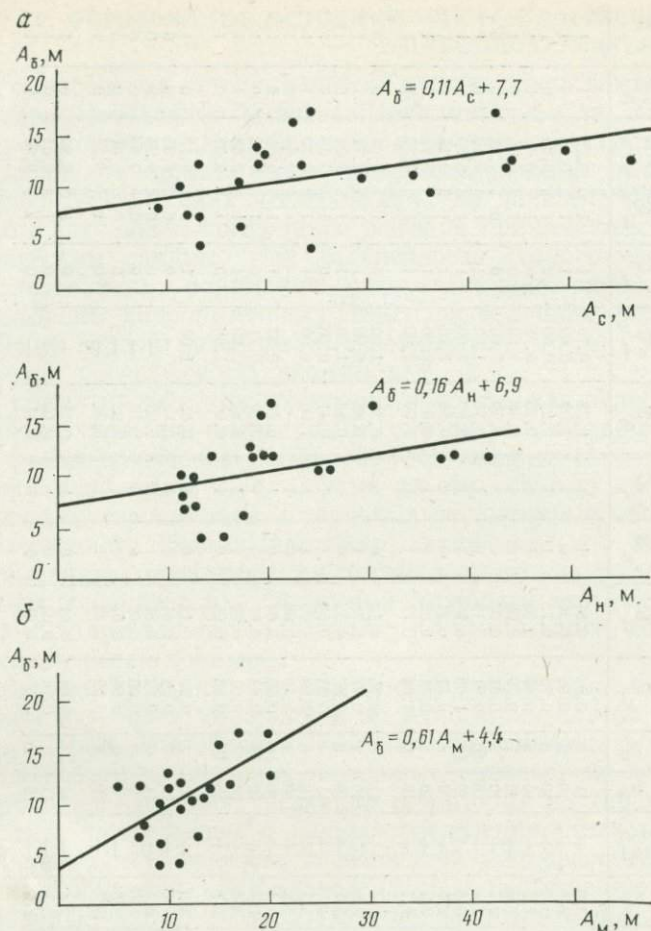 а
A_б, м
20
A_б = 0,11 A_с + 7,7
15
10
5
0
A_с, м
A_б, м
A_б = 0,16 A_н + 6,9
15
10
5
0
A_н, м
б
A_б, м
20
A_б = 0,61 A_м + 4,4
15
10
5
0
10 20 30 40 A_м, м